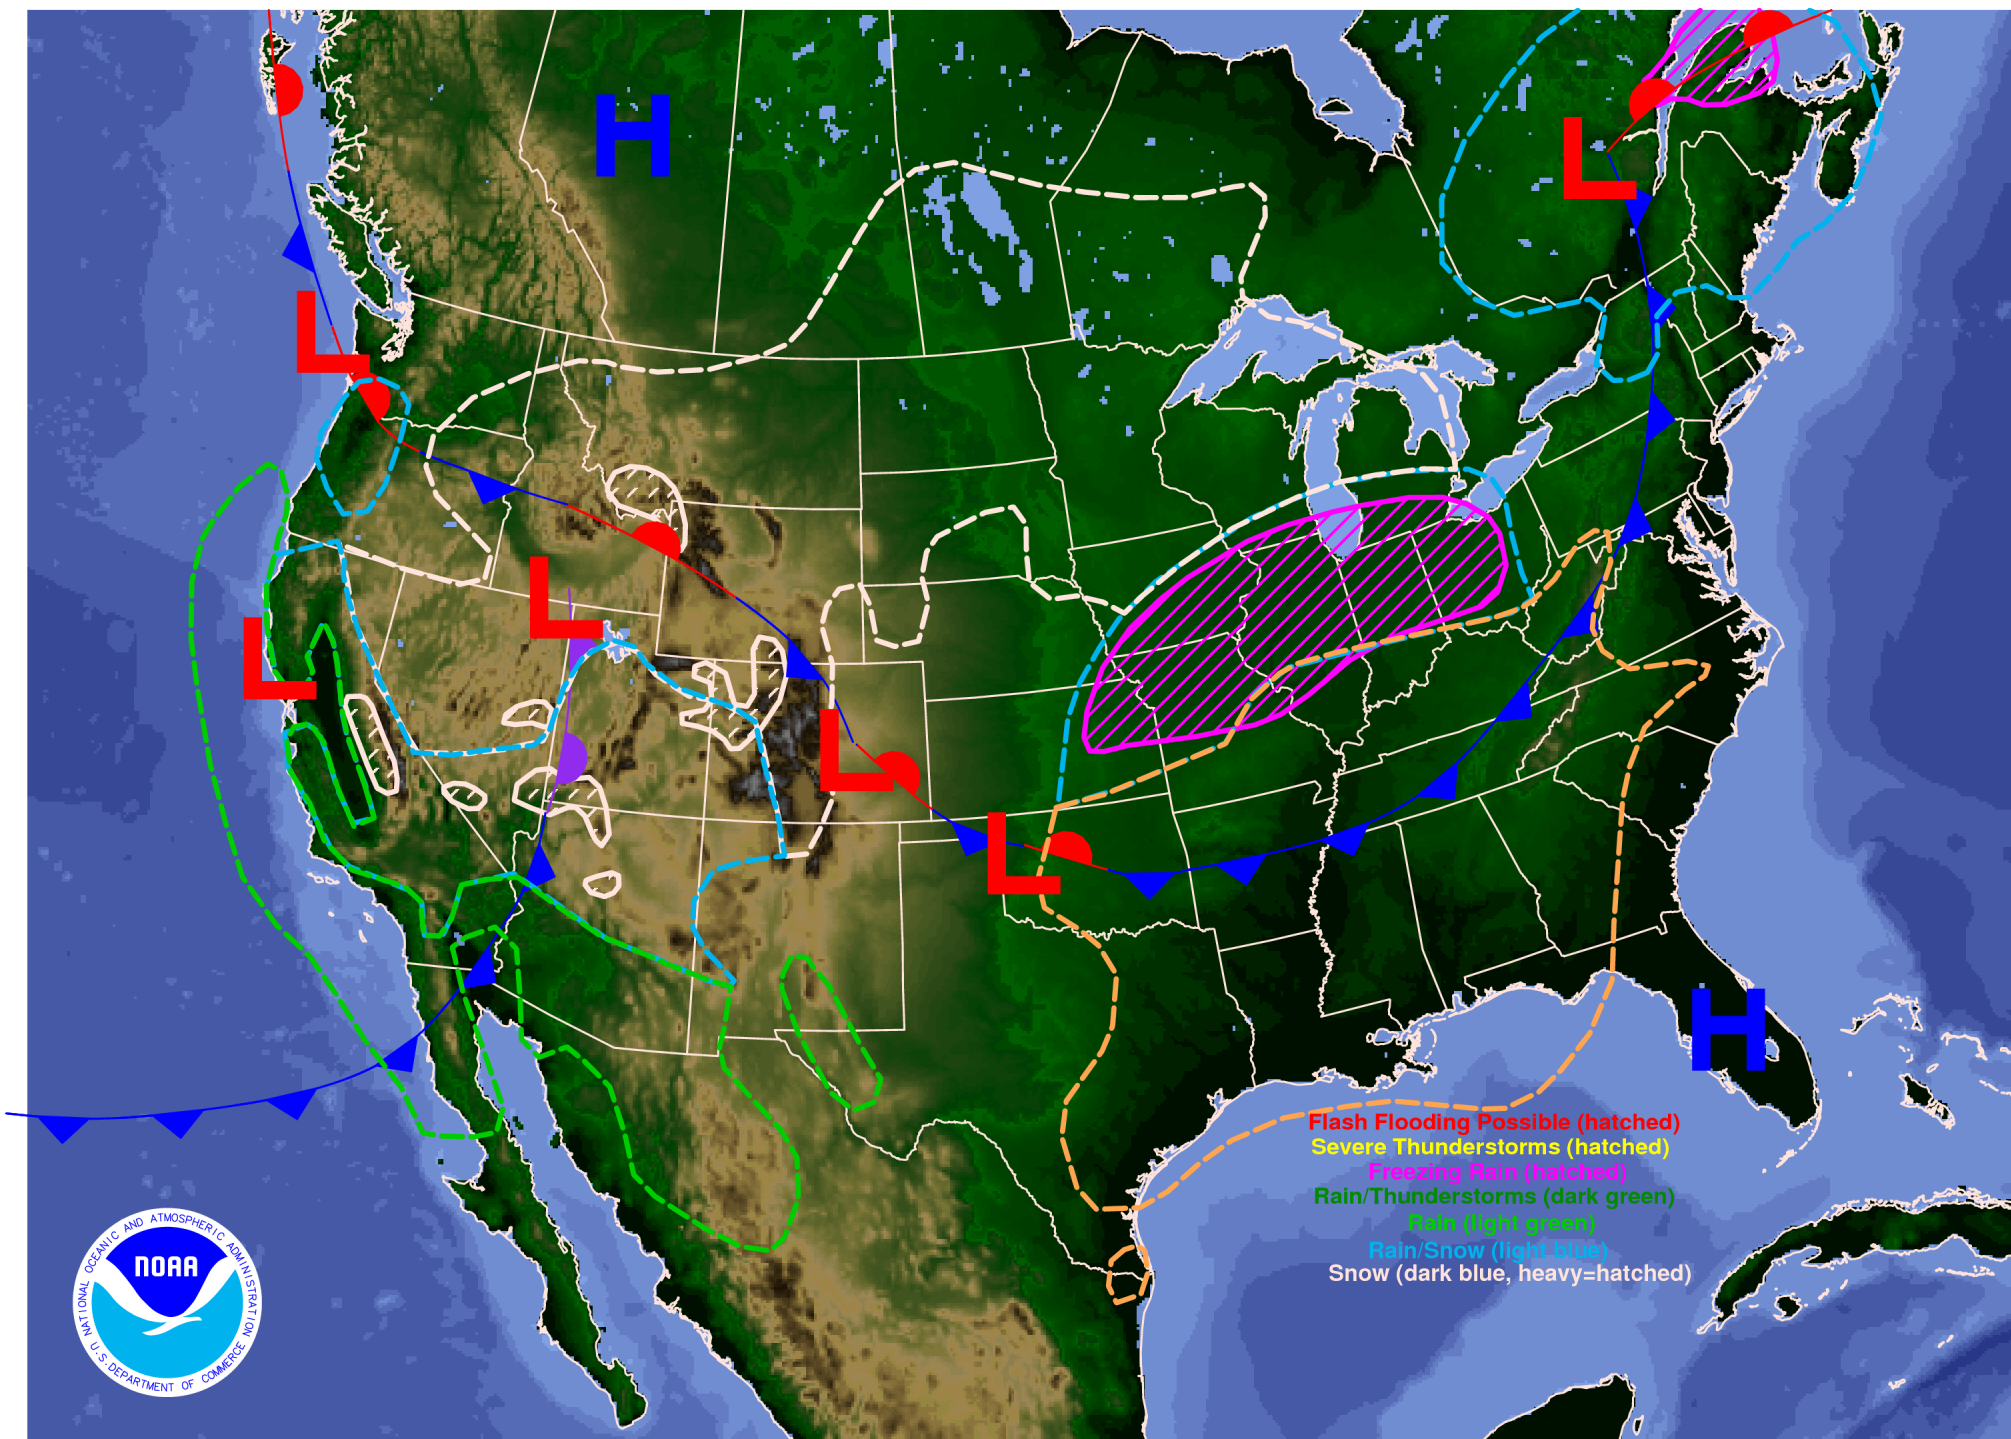 H
L
L
L
L
L
L
H
Flash Flooding Possible (hatched)
Severe Thunderstorms (hatched)
Freezing Rain (hatched)
Rain/Thunderstorms (dark green)
Rain (light green)
Rain/Snow (light blue)
Snow (dark blue, heavy=hatched)
NATIONAL OCEANIC AND ATMOSPHERIC ADMINISTRATION
NOAA
U.S. DEPARTMENT OF COMMERCE